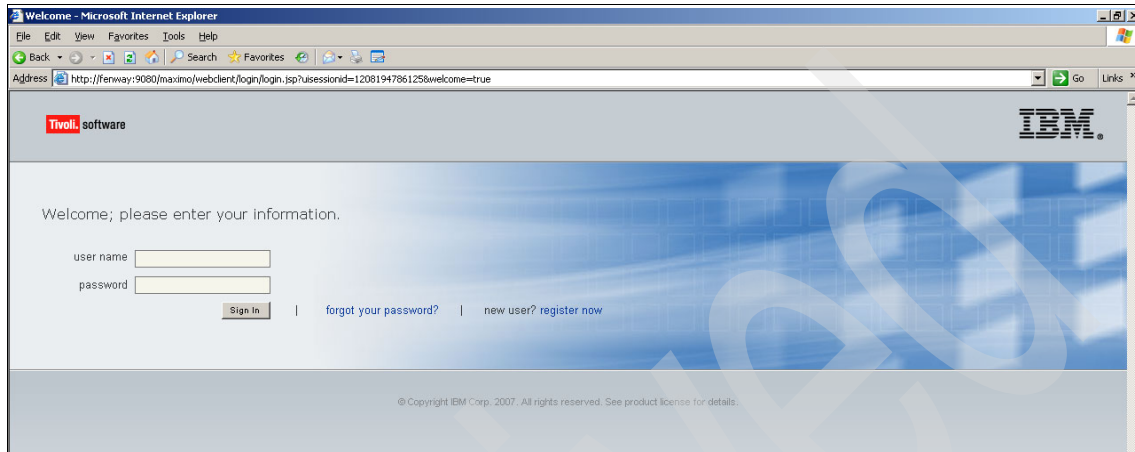 Welcome - Microsoft Internet Explorer
File Edit View Favorites Tools Help
Back Search Favorites
Address http://fenway:9080/maximo/webclient/login/login.jsp?uisessionid=1208194786125&welcome=true Go Links »
Tivoli. software
IBM.
Welcome; please enter your information.
user name
password
Sign In | forgot your password? | new user? register now
© Copyright IBM Corp. 2007. All rights reserved. See product license for details.